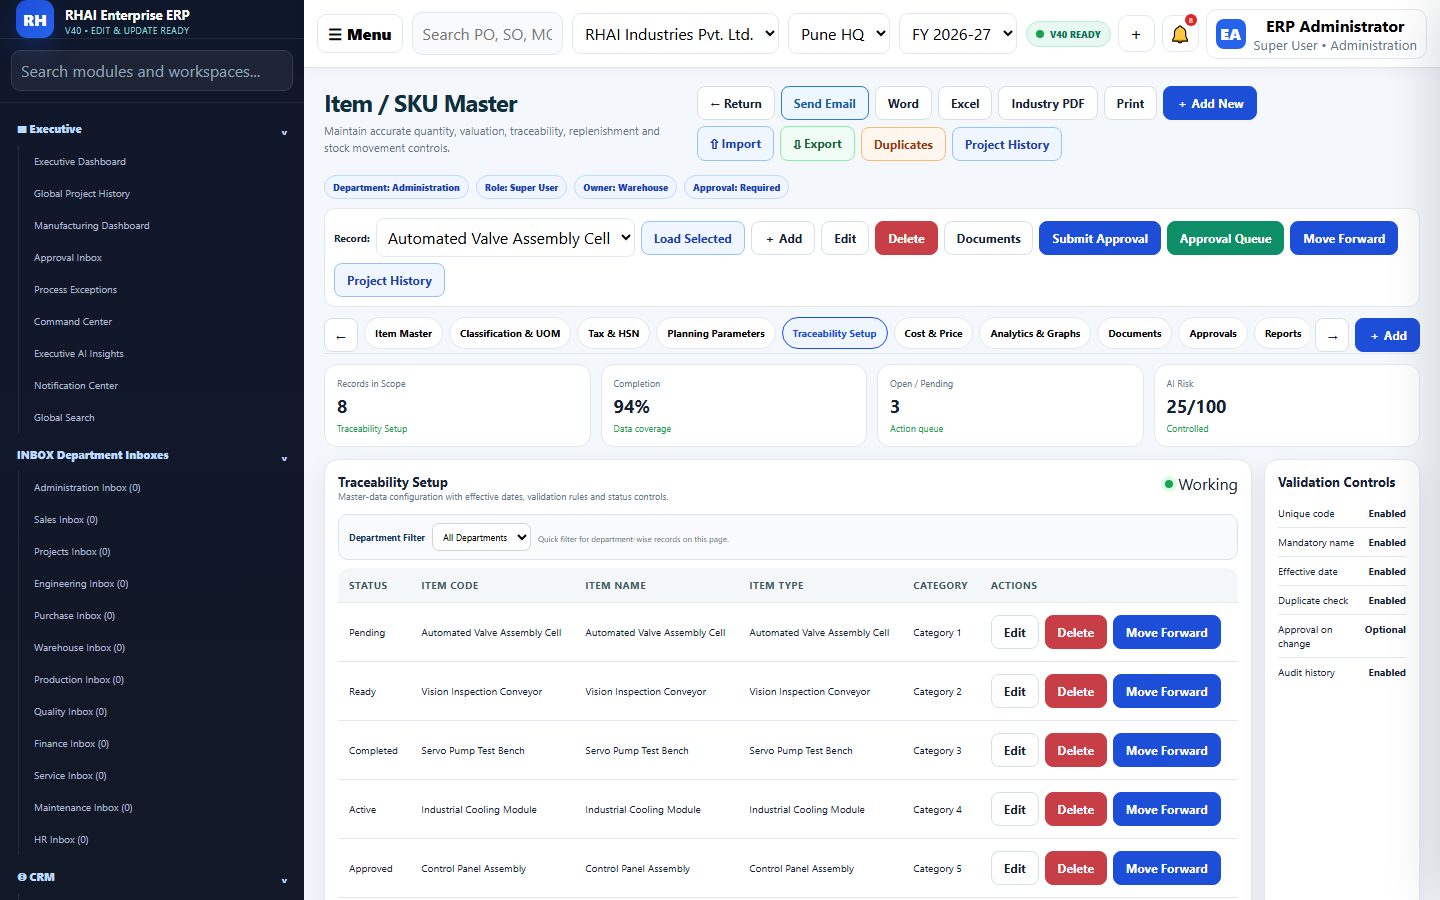 RH
RHAI Enterprise ERP
V40 • EDIT & UPDATE READY
Search modules and workspaces...
Executive
Executive Dashboard
Global Project History
Manufacturing Dashboard
Approval Inbox
Process Exceptions
Command Center
Executive AI Insights
Notification Center
Global Search
INBOX Department Inboxes
Administration Inbox (0)
Sales Inbox (0)
Projects Inbox (0)
Engineering Inbox (0)
Purchase Inbox (0)
Warehouse Inbox (0)
Production Inbox (0)
Quality Inbox (0)
Finance Inbox (0)
Service Inbox (0)
Maintenance Inbox (0)
HR Inbox (0)
CRM
☰ Menu
Search PO, SO, MO
RHAI Industries Pvt. Ltd.
Pune HQ
FY 2026-27
V40 READY
+
8
EA
ERP Administrator
Super User • Administration
Item / SKU Master
Maintain accurate quantity, valuation, traceability, replenishment and
stock movement controls.
← Return
Send Email
Word
Excel
Industry PDF
Print
+ Add New
⇧ Import
⇩ Export
Duplicates
Project History
Department: Administration
Role: Super User
Owner: Warehouse
Approval: Required
Record:
Automated Valve Assembly Cell
Load Selected
+ Add
Edit
Delete
Documents
Submit Approval
Approval Queue
Move Forward
Project History
←
Item Master
Classification & UOM
Tax & HSN
Planning Parameters
Traceability Setup
Cost & Price
Analytics & Graphs
Documents
Approvals
Reports
→
+ Add
Records in Scope
8
Traceability Setup
Completion
94%
Data coverage
Open / Pending
3
Action queue
AI Risk
25/100
Controlled
Traceability Setup
Master-data configuration with effective dates, validation rules and status controls.
Working
Department Filter
All Departments
Quick filter for department-wise records on this page.
STATUS ITEM CODE ITEM NAME ITEM TYPE CATEGORY ACTIONS
Pending Automated Valve Assembly Cell Automated Valve Assembly Cell Automated Valve Assembly Cell Category 1 Edit Delete Move Forward
Ready Vision Inspection Conveyor Vision Inspection Conveyor Vision Inspection Conveyor Category 2 Edit Delete Move Forward
Completed Servo Pump Test Bench Servo Pump Test Bench Servo Pump Test Bench Category 3 Edit Delete Move Forward
Active Industrial Cooling Module Industrial Cooling Module Industrial Cooling Module Category 4 Edit Delete Move Forward
Approved Control Panel Assembly Control Panel Assembly Control Panel Assembly Category 5 Edit Delete Move Forward
Validation Controls
Unique code Enabled
Mandatory name Enabled
Effective date Enabled
Duplicate check Enabled
Approval on change Optional
Audit history Enabled